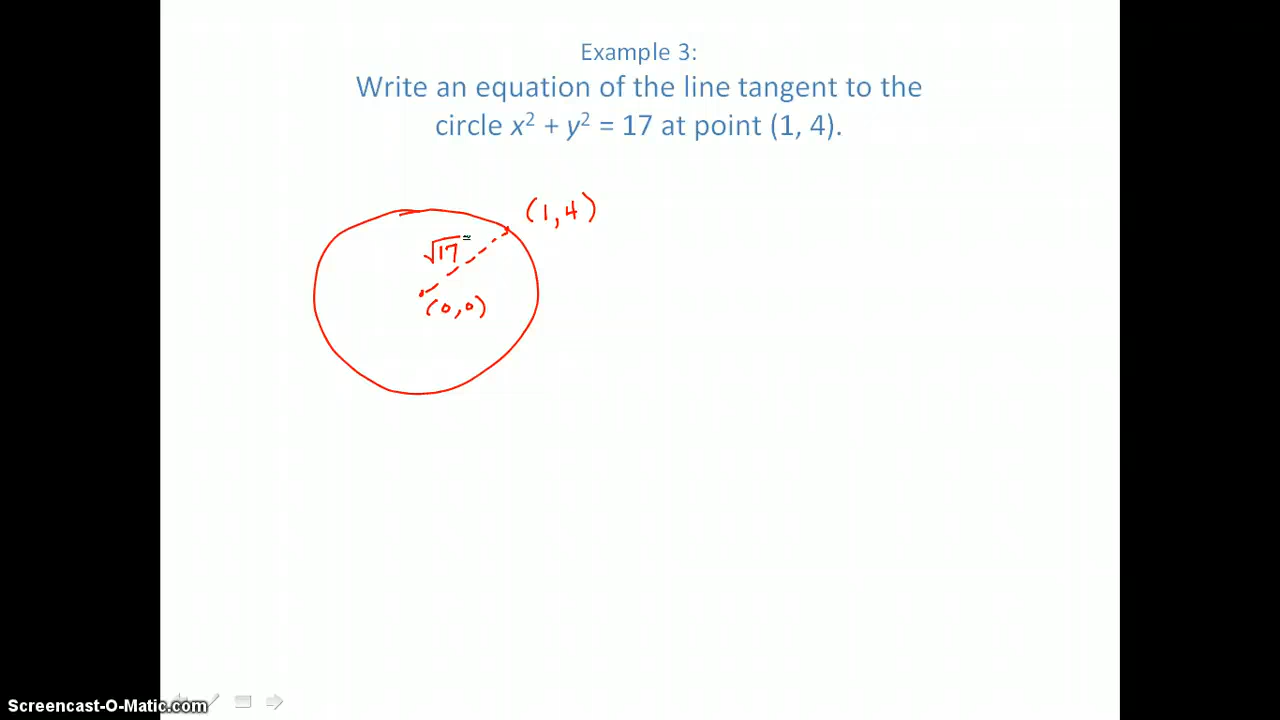 Example 3:
Write an equation of the line tangent to the
circle x² + y² = 17 at point (1, 4).
(1,4)
√17
(0,0)
Screencast-O-Matic.com